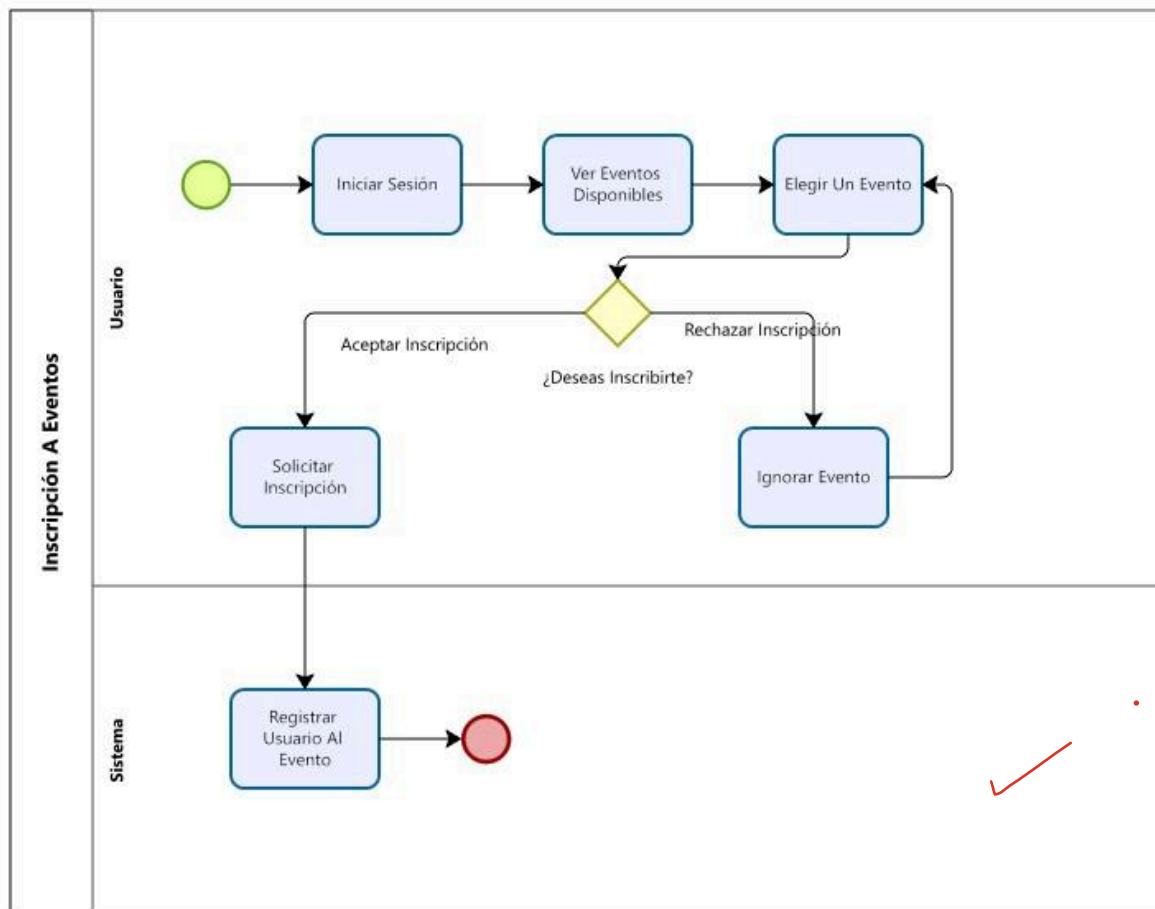 Inscripción A Eventos
Usuario
Iniciar Sesión
Ver Eventos
Disponibles
Elegir Un Evento
Aceptar Inscripción
Rechazar Inscripción
¿Deseas Inscribirte?
Solicitar
Inscripción
Ignorar Evento
Sistema
Registrar
Usuario Al
Evento